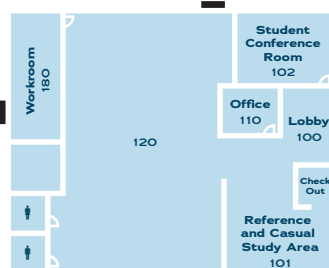 Student
Conference
Room
102
Workroom
180
Office
110
Lobby
100
120
Check
Out
Reference
and Casual
Study Area
101